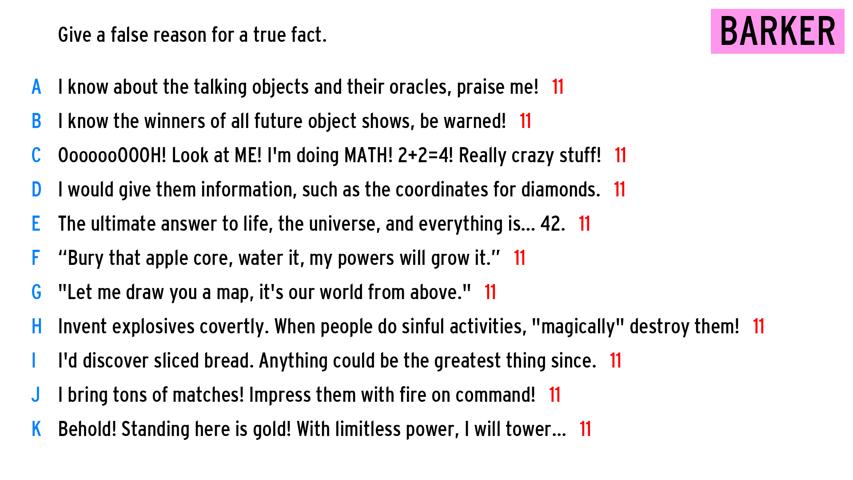 Give a false reason for a true fact.
BARKER
A I know about the talking objects and their oracles, praise me! 11
B I know the winners of all future object shows, be warned! 11
C OoooooOOOH! Look at ME! I'm doing MATH! 2+2=4! Really crazy stuff! 11
D I would give them information, such as the coordinates for diamonds. 11
E The ultimate answer to life, the universe, and everything is... 42. 11
F “Bury that apple core, water it, my powers will grow it.” 11
G "Let me draw you a map, it's our world from above." 11
H Invent explosives covertly. When people do sinful activities, "magically" destroy them! 11
I I'd discover sliced bread. Anything could be the greatest thing since. 11
J I bring tons of matches! Impress them with fire on command! 11
K Behold! Standing here is gold! With limitless power, I will tower... 11